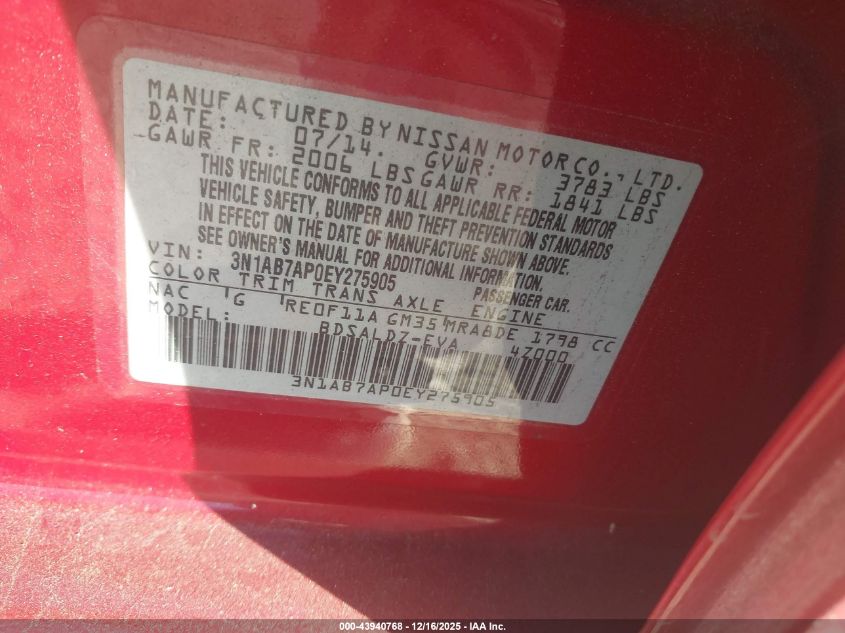 MANUFACTURED BY NISSAN MOTOR CO., LTD.
DATE: 07/14. GVWR: 3783 LBS
GAWR FR: 2006 LBS GAWR RR: 1841 LBS
THIS VEHICLE CONFORMS TO ALL APPLICABLE FEDERAL MOTOR
VEHICLE SAFETY, BUMPER AND THEFT PREVENTION STANDARDS
IN EFFECT ON THE DATE OF MANUFACTURE SHOWN ABOVE.
SEE OWNER'S MANUAL FOR ADDITIONAL INFORMATION.
VIN: 3N1AB7AP0EY275905 PASSENGER CAR.
COLOR TRIM TRANS AXLE ENGINE
NAC G RE0F11A GM35 MRA8DE 1798 CC
MODEL: BDSALDZ-EVA 4Z000
3N1AB7AP0EY275905
000-43940768 – 12/16/2025 – IAA Inc.